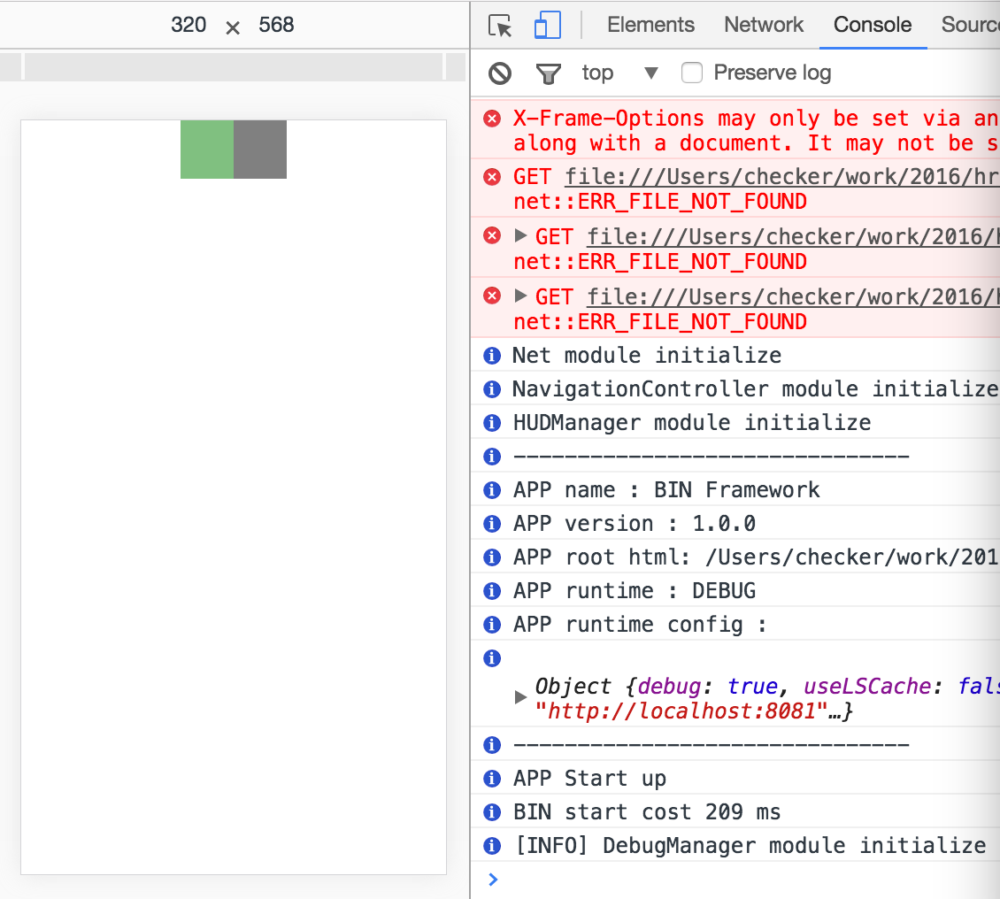 320 × 568
Elements Network Console Sourc
top ▼ Preserve log
X-Frame-Options may only be set via an
along with a document. It may not be s
GET file:///Users/checker/work/2016/hr
net::ERR_FILE_NOT_FOUND
▶ GET file:///Users/checker/work/2016/h
net::ERR_FILE_NOT_FOUND
▶ GET file:///Users/checker/work/2016/h
net::ERR_FILE_NOT_FOUND
Net module initialize
NavigationController module initialize
HUDManager module initialize
-------------------------------
APP name : BIN Framework
APP version : 1.0.0
APP root html: /Users/checker/work/201
APP runtime : DEBUG
APP runtime config :
▶ Object {debug: true, useLSCache: fals
"http://localhost:8081"…}
-------------------------------
APP Start up
BIN start cost 209 ms
[INFO] DebugManager module initialize
>